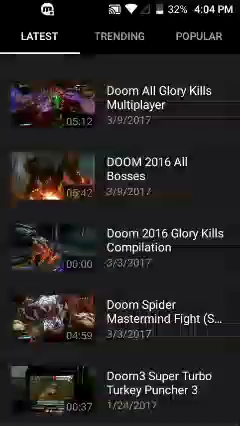 32% 4:04 PM
LATEST TRENDING POPULAR
Doom All Glory Kills
Multiplayer
3/9/2017
05:12
DOOM 2016 All
Bosses
3/9/2017
05:42
Doom 2016 Glory Kills
Compilation
3/3/2017
00:00
Doom Spider
Mastermind Fight (S...
3/3/2017
04:59
Doom3 Super Turbo
Turkey Puncher 3
1/24/2017
00:37